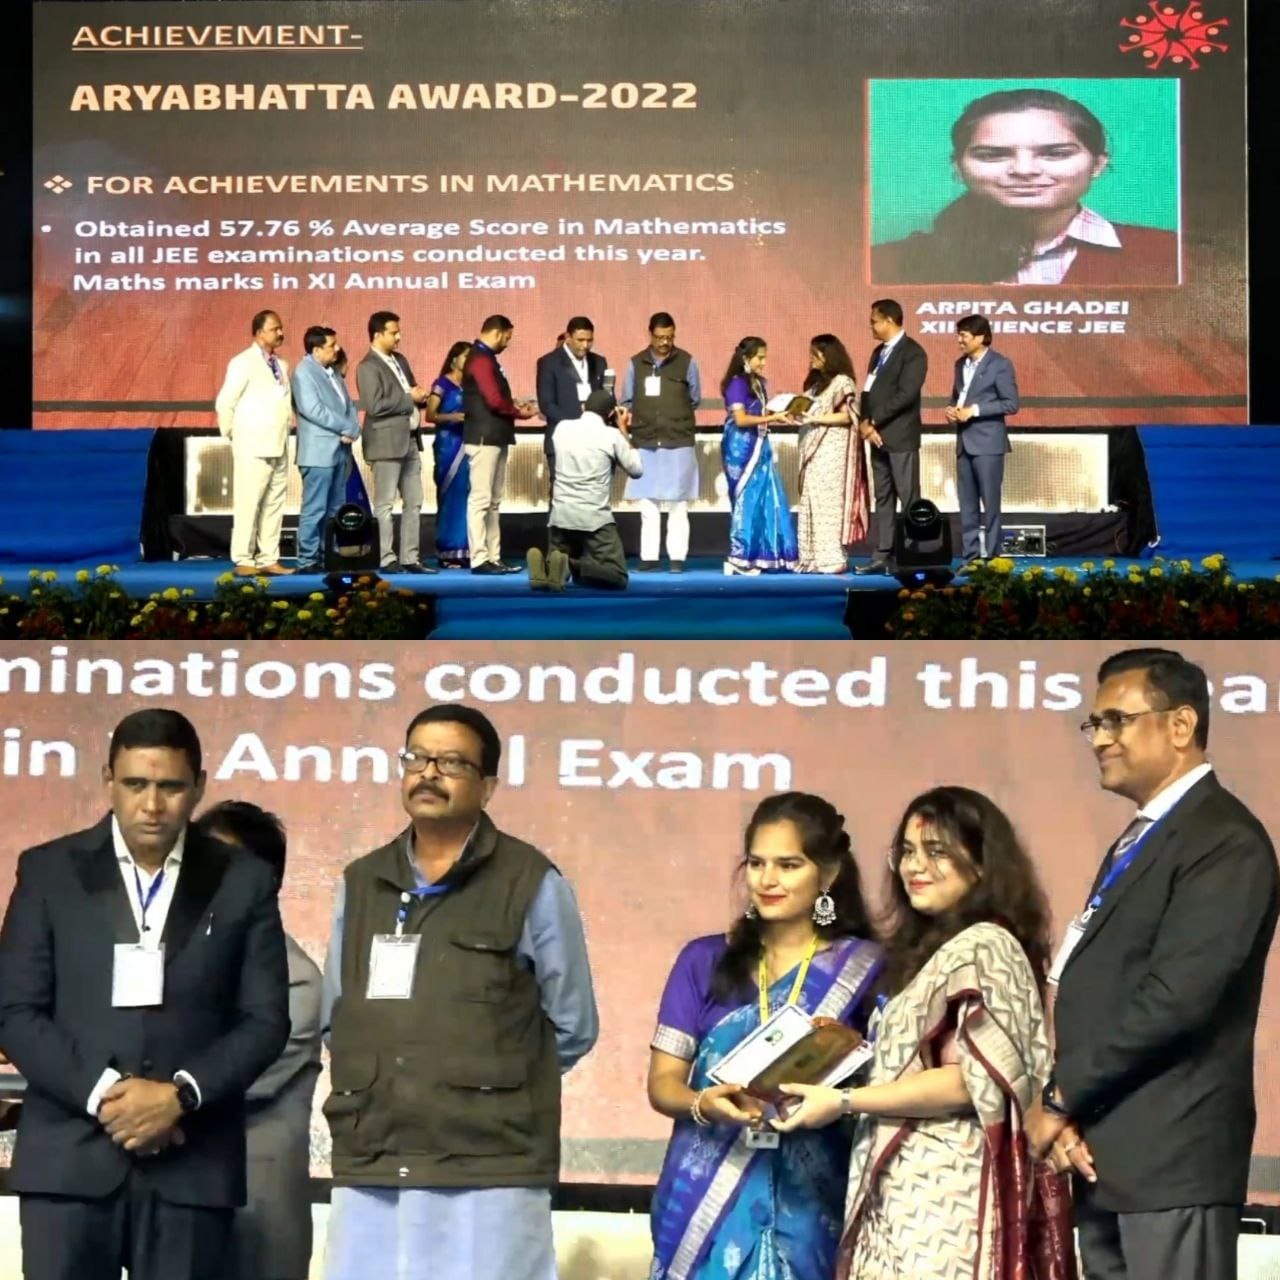 ACHIEVEMENT-
ARYABHATTA AWARD-2022
❖ FOR ACHIEVEMENTS IN MATHEMATICS
• Obtained 57.76 % Average Score in Mathematics
in all JEE examinations conducted this year.
Maths marks in XI Annual Exam
ARPITA GHADEI
JEE
minations conducted this
in Exam